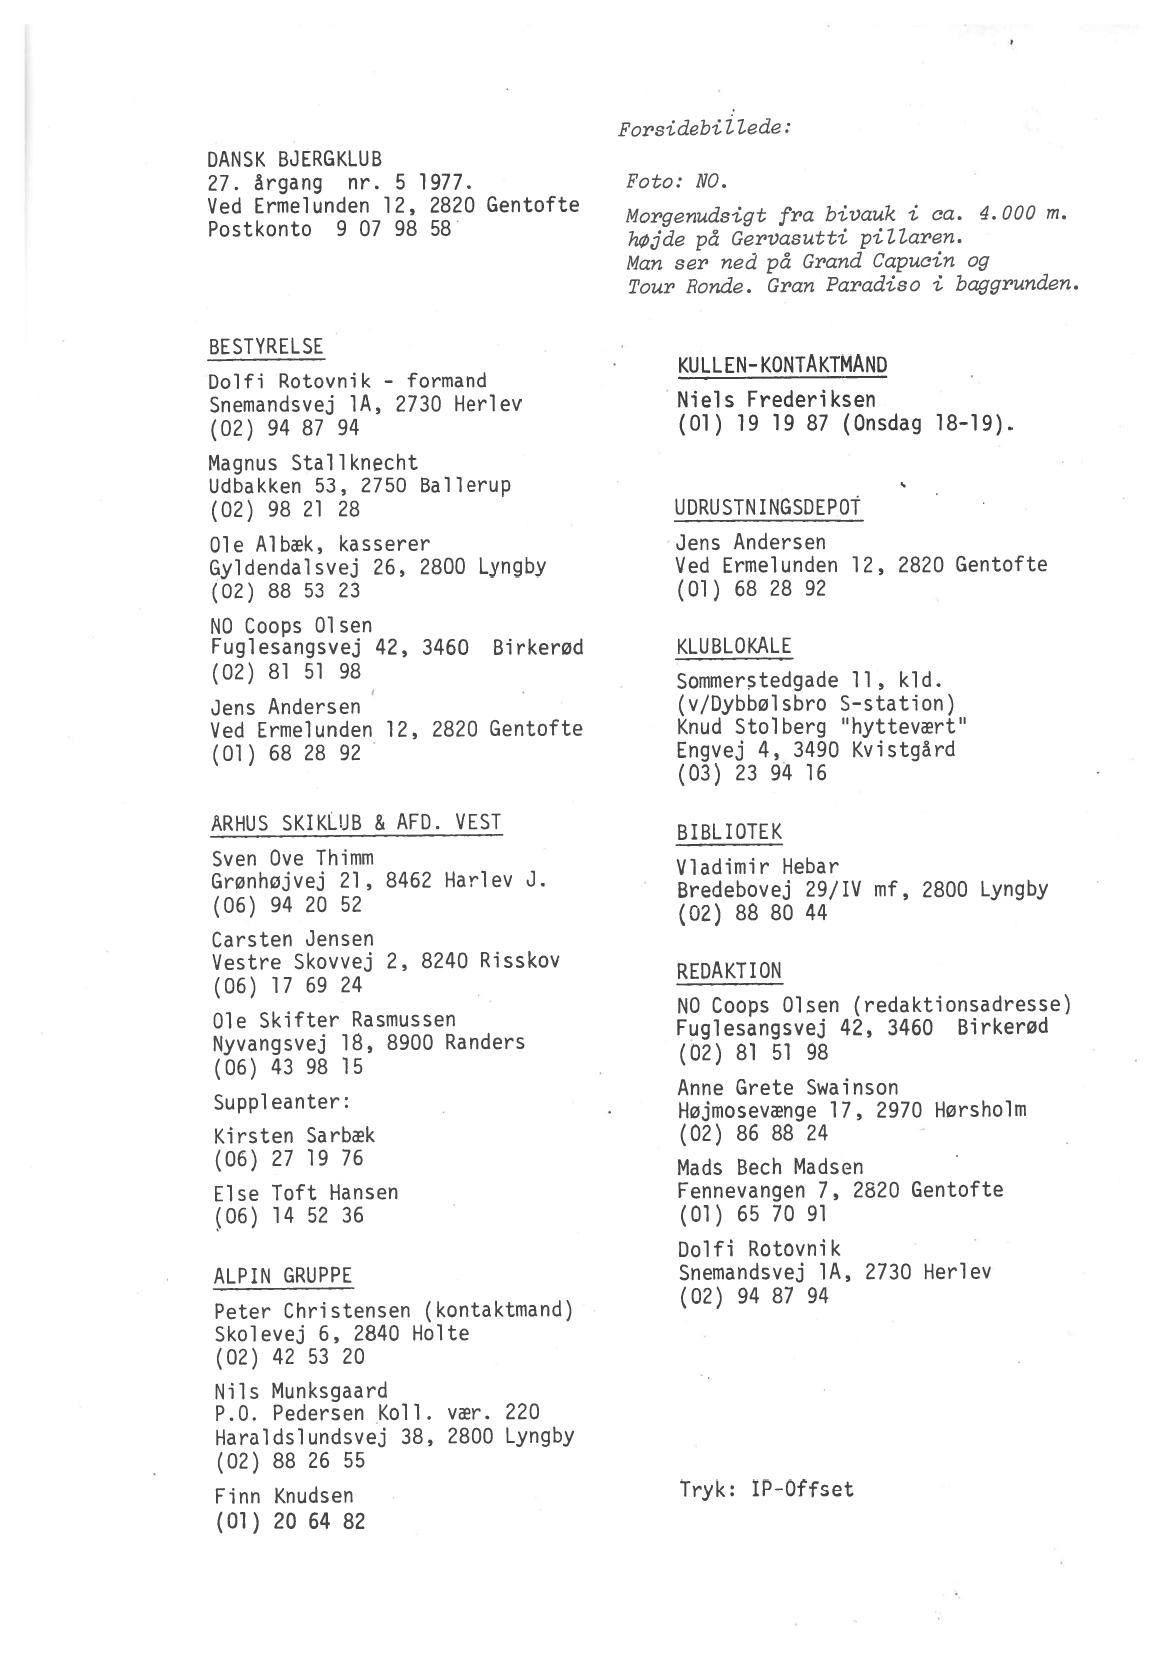 DANSK BJERGKLUB
27. årgang nr. 5 1977.
Ved Ermelunden 12, 2820 Gentofte
Postkonto 9 07 98 58
Forsidebillede:
Foto: NO.
Morgenudsigt fra bivauk i ca. 4.000 m.
højde på Gervasutti pillaren.
Man ser ned på Grand Capucin og
Tour Ronde. Gran Paradiso i baggrunden.
BESTYRELSE
Dolfi Rotovnik - formand
Snemandsvej 1A, 2730 Herlev
(02) 94 87 94
Magnus Stallknecht
Udbakken 53, 2750 Ballerup
(02) 98 21 28
Ole Albæk, kasserer
Gyldendalsvej 26, 2800 Lyngby
(02) 88 53 23
NO Coops Olsen
Fuglesangsvej 42, 3460 Birkerød
(02) 81 51 98
Jens Andersen
Ved Ermelunden 12, 2820 Gentofte
(01) 68 28 92
ÅRHUS SKIKLUB & AFD. VEST
Sven Ove Thimm
Grønhøjvej 21, 8462 Harlev J.
(06) 94 20 52
Carsten Jensen
Vestre Skovvej 2, 8240 Risskov
(06) 17 69 24
Ole Skifter Rasmussen
Nyvangsvej 18, 8900 Randers
(06) 43 98 15
Suppleanter:
Kirsten Sarbæk
(06) 27 19 76
Else Toft Hansen
(06) 14 52 36
ALPIN GRUPPE
Peter Christensen (kontaktmand)
Skolevej 6, 2840 Holte
(02) 42 53 20
Nils Munksgaard
P.O. Pedersen Koll. vær. 220
Haraldslundsvej 38, 2800 Lyngby
(02) 88 26 55
Finn Knudsen
(01) 20 64 82
KULLEN-KONTAKTMAND
Niels Frederiksen
(01) 19 19 87 (Onsdag 18-19).
UDRUSTNINGSDEPOT
Jens Andersen
Ved Ermelunden 12, 2820 Gentofte
(01) 68 28 92
KLUBLOKALE
Sommerstedgade 11, kld.
(v/Dybbølsbro S-station)
Knud Stolberg "hyttevært"
Engvej 4, 3490 Kvistgård
(03) 23 94 16
BIBLIOTEK
Vladimir Hebar
Bredebovej 29/IV mf, 2800 Lyngby
(02) 88 80 44
REDAKTION
NO Coops Olsen (redaktionsadresse)
Fuglesangsvej 42, 3460 Birkerød
(02) 81 51 98
Anne Grete Swainson
Højmosevænge 17, 2970 Hørsholm
(02) 86 88 24
Mads Bech Madsen
Fennevangen 7, 2820 Gentofte
(01) 65 70 91
Dolfi Rotovnik
Snemandsvej 1A, 2730 Herlev
(02) 94 87 94
Tryk: IP-Offset